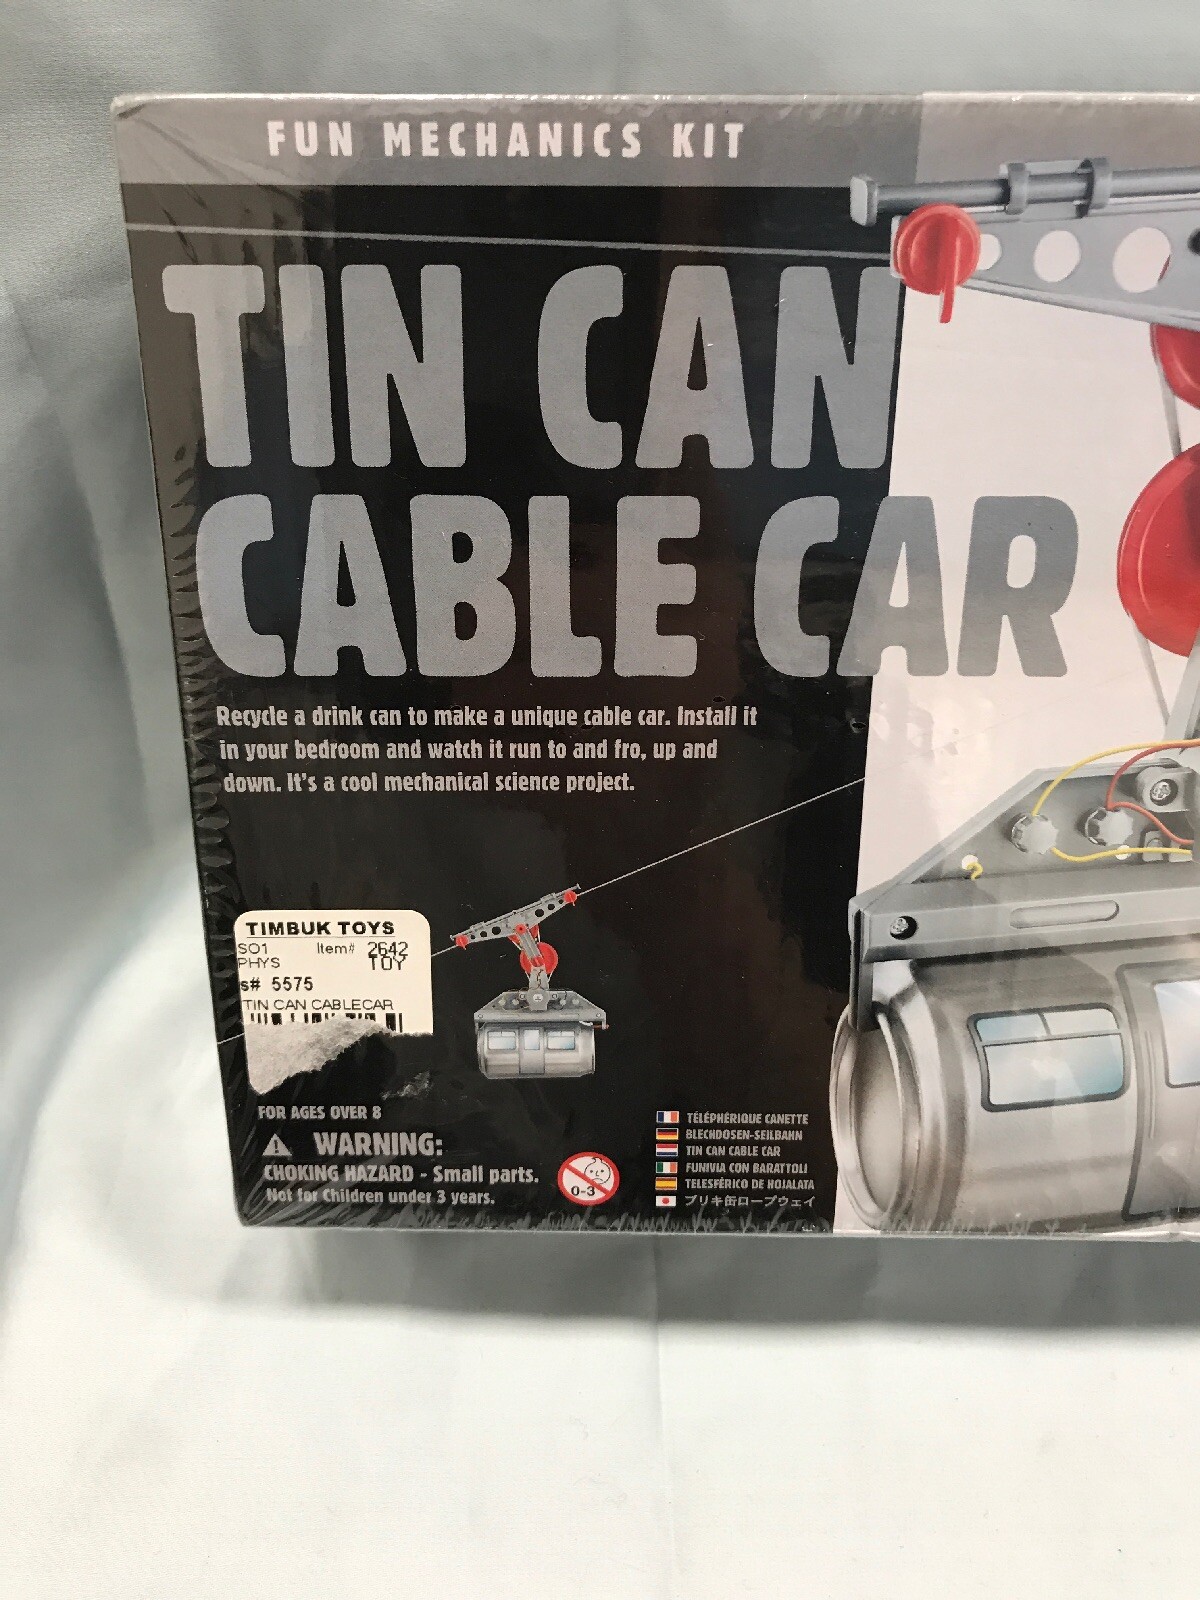 FUN MECHANICS KIT
TIN CAN
CABLE CAR
Recycle a drink can to make a unique cable car. Install it
in your bedroom and watch it run to and fro, up and
down. It's a cool mechanical science project.
TIMBUK TOYS
SO1 Item# 2642
PHYS TOY
s# 5575
TIN CAN CABLECAR
FOR AGES OVER 8
WARNING:
CHOKING HAZARD - Small parts.
Not for Children under 3 years.
0-3
TÉLÉPHÉRIQUE CANETTE
BLECHDOSEN-SEILBAHN
TIN CAN CABLE CAR
FUNIVIA CON BARATTOLI
TELESFÉRICO DE HOJALATA
ブリキ缶ロープウェイ